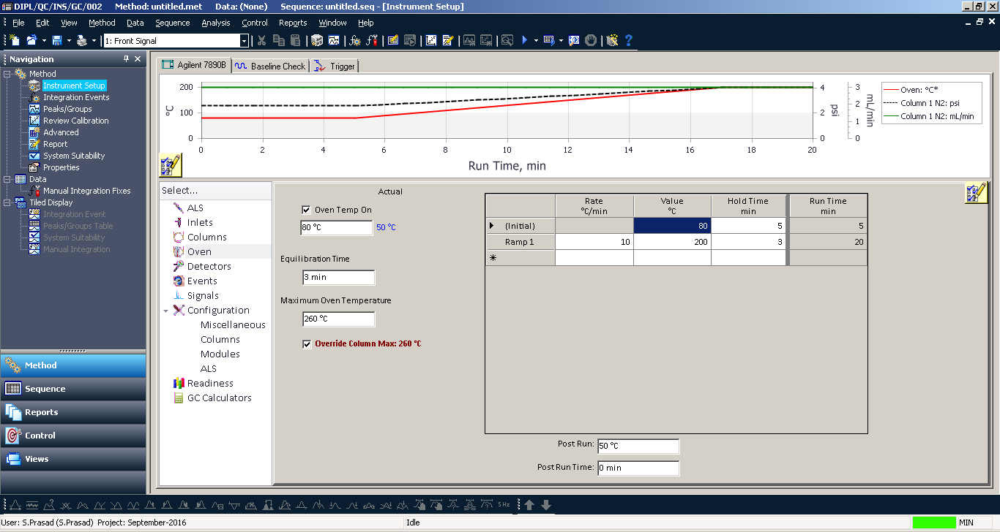 DIPL/QC/INS/GC/002 Method: untitled.met Data: (None) Sequence: untitled.seq - [Instrument Setup]
File Edit View Method Data Sequence Analysis Control Reports Window Help
1: Front Signal
Navigation
Method
Instrument Setup
Integration Events
Peaks/Groups
Review Calibration
Advanced
Report
System Suitability
Properties
Data
Manual Integration Fixes
Tiled Display
Integration Event
Peaks/Groups Table
System Suitability
Manual Integration
Method
Sequence
Reports
Control
Views
Agilent 7890B Baseline Check Trigger
200 4 3
°C 100 2 psi 2 1 mL/min
0 0 0
0 2 4 6 8 10 12 14 16 18 20
Run Time, min
Oven: °C*
Column 1 N2: psi
Column 1 N2: mL/min
Select...
ALS
Inlets
Columns
Oven
Detectors
Events
Signals
Configuration
Miscellaneous
Columns
Modules
ALS
Readiness
GC Calculators
Actual
Oven Temp On
80 °C 50 °C
Equilibration Time
3 min
Maximum Oven Temperature
260 °C
Override Column Max: 260 °C
Rate Value Hold Time Run Time
°C/min °C min min
(Initial) 80 5 5
Ramp 1 10 200 3 20
Post Run: 50 °C
Post Run Time: 0 min
5 Hz
User: S.Prasad (S.Prasad) Project: September-2016 Idle MIN